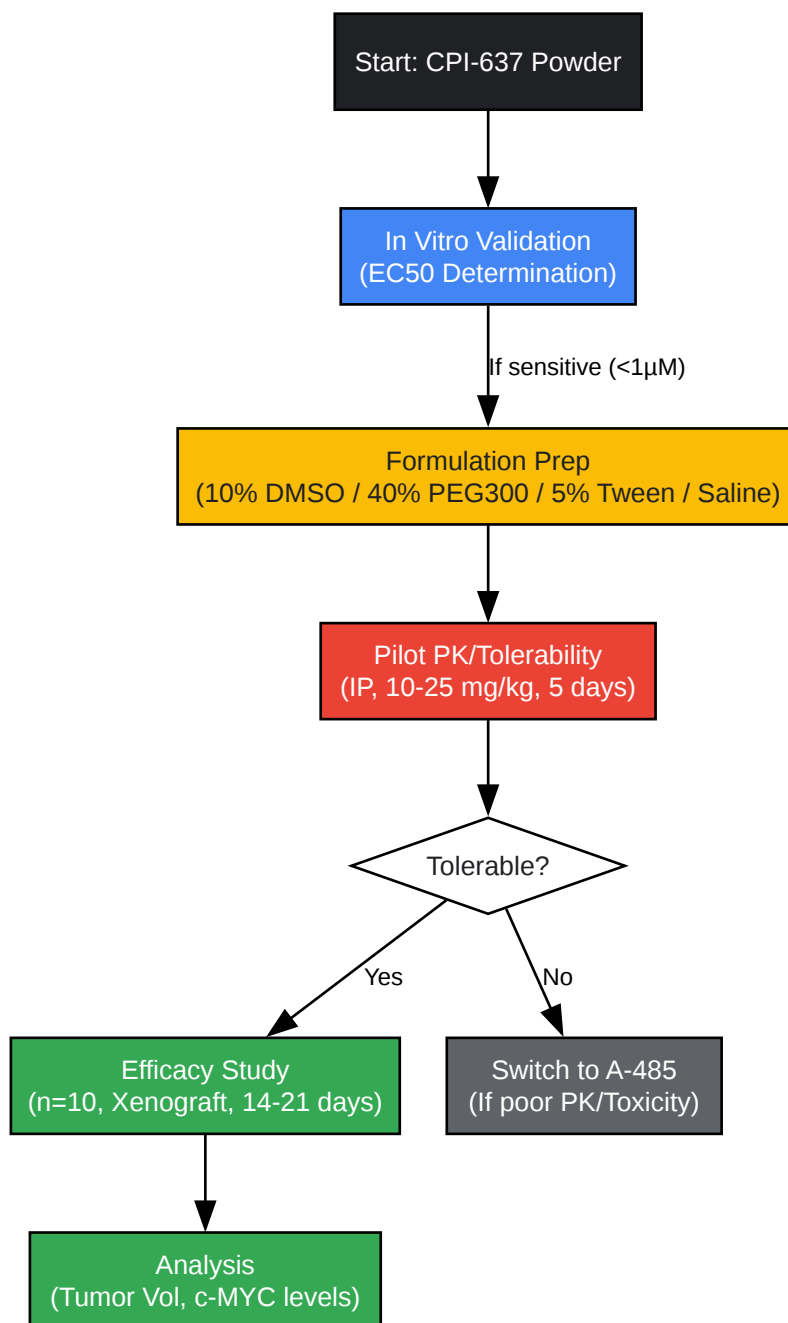 Start: CPI-637 Powder
In Vitro Validation
(EC50 Determination)
If sensitive (<1µM)
Formulation Prep
(10% DMSO / 40% PEG300 / 5% Tween / Saline)
Pilot PK/Tolerability
(IP, 10-25 mg/kg, 5 days)
Tolerable?
Yes
No
Efficacy Study
(n=10, Xenograft, 14-21 days)
Switch to A-485
(If poor PK/Toxicity)
Analysis
(Tumor Vol, c-MYC levels)